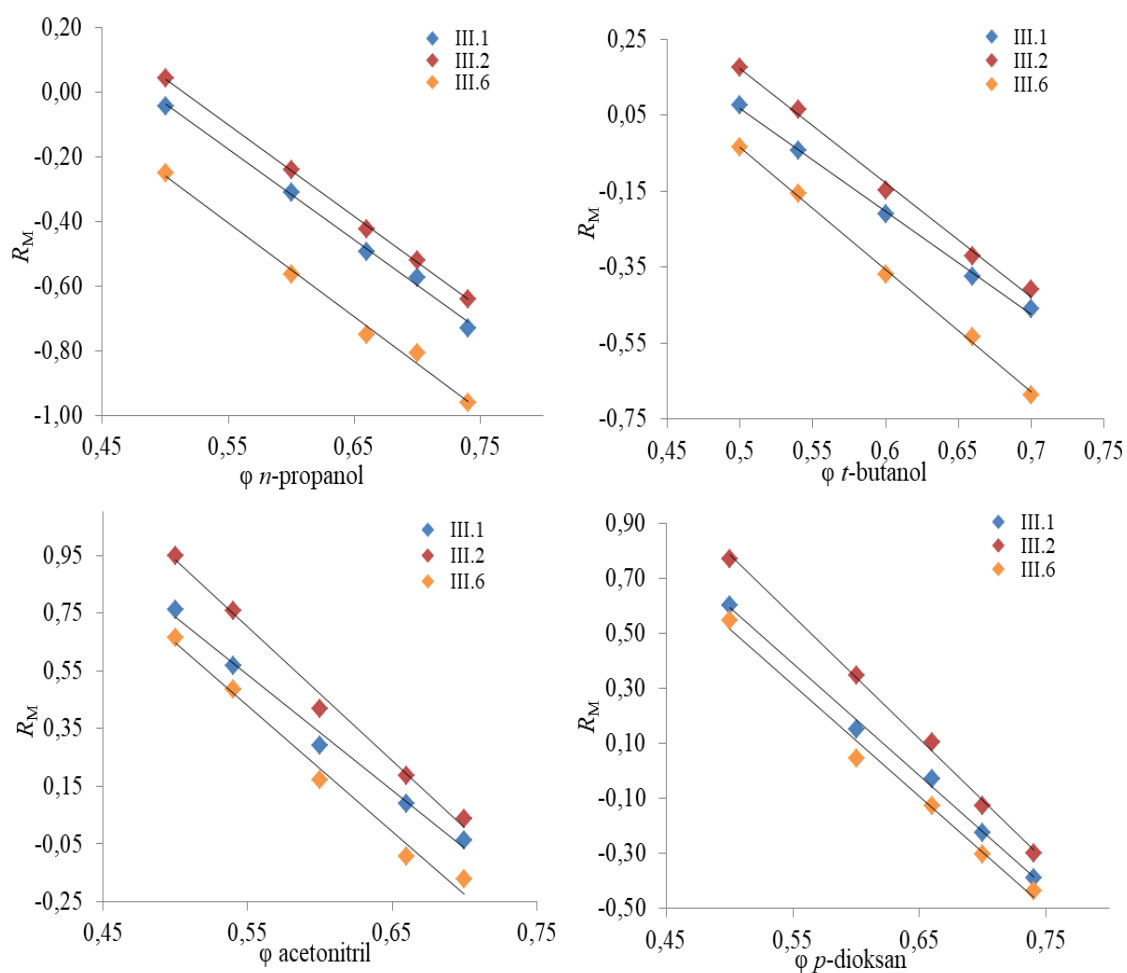 0,20
0,00
-0,20
-0,40
-0,60
-0,80
-1,00
R_M
0,45 0,55 0,65 0,75
φ n-propanol
III.1
III.2
III.6
0,25
0,05
-0,15
-0,35
-0,55
-0,75
R_M
0,45 0,5 0,55 0,6 0,65 0,7 0,75
φ t-butanol
III.1
III.2
III.6
0,95
0,75
0,55
0,35
0,15
-0,05
-0,25
R_M
0,45 0,55 0,65 0,75
φ acetonitril
III.1
III.2
III.6
0,90
0,70
0,50
0,30
0,10
-0,10
-0,30
-0,50
R_M
0,45 0,55 0,65 0,75
φ p-dioksan
III.1
III.2
III.6